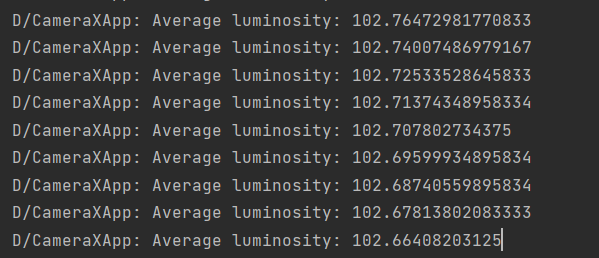 D/CameraXApp: Average luminosity: 102.76472981770833
D/CameraXApp: Average luminosity: 102.74007486979167
D/CameraXApp: Average luminosity: 102.72533528645833
D/CameraXApp: Average luminosity: 102.71374348958334
D/CameraXApp: Average luminosity: 102.707802734375
D/CameraXApp: Average luminosity: 102.69599934895834
D/CameraXApp: Average luminosity: 102.68740559895834
D/CameraXApp: Average luminosity: 102.67813802083333
D/CameraXApp: Average luminosity: 102.66408203125